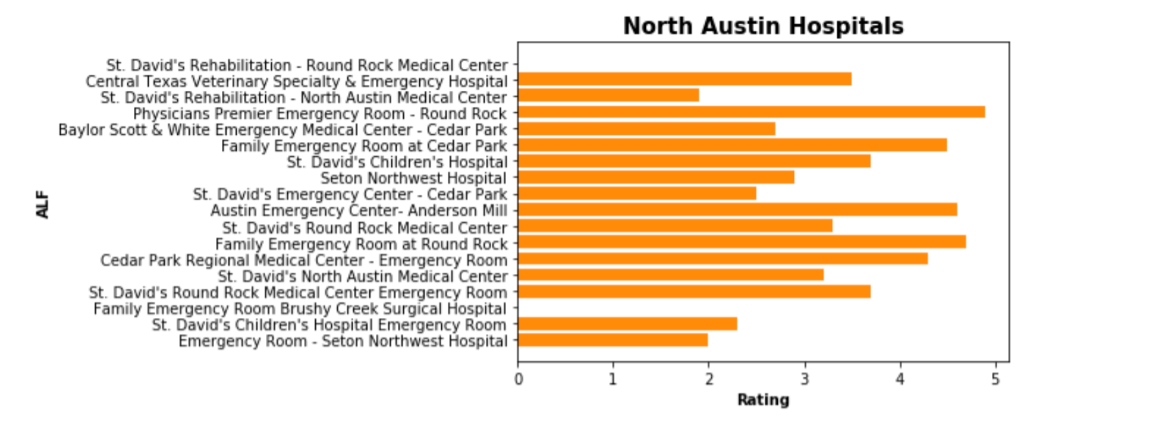 North Austin Hospitals
St. David's Rehabilitation - Round Rock Medical Center
Central Texas Veterinary Specialty & Emergency Hospital
St. David's Rehabilitation - North Austin Medical Center
Physicians Premier Emergency Room - Round Rock
Baylor Scott & White Emergency Medical Center - Cedar Park
Family Emergency Room at Cedar Park
St. David's Children's Hospital
Seton Northwest Hospital
St. David's Emergency Center - Cedar Park
Austin Emergency Center- Anderson Mill
St. David's Round Rock Medical Center
Family Emergency Room at Round Rock
Cedar Park Regional Medical Center - Emergency Room
St. David's North Austin Medical Center
St. David's Round Rock Medical Center Emergency Room
Family Emergency Room Brushy Creek Surgical Hospital
St. David's Children's Hospital Emergency Room
Emergency Room - Seton Northwest Hospital
ALF
0 1 2 3 4 5
Rating